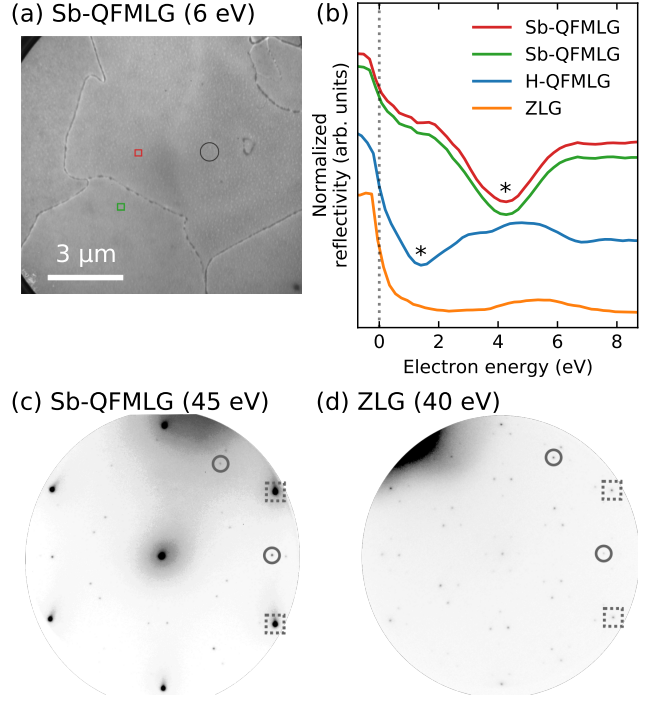 (a) Sb-QFMLG (6 eV)
3 μm
(b)
Normalized
reflectivity (arb. units)
Sb-QFMLG
Sb-QFMLG
H-QFMLG
ZLG
*
*
0 2 4 6 8
Electron energy (eV)
(c) Sb-QFMLG (45 eV)
(d) ZLG (40 eV)